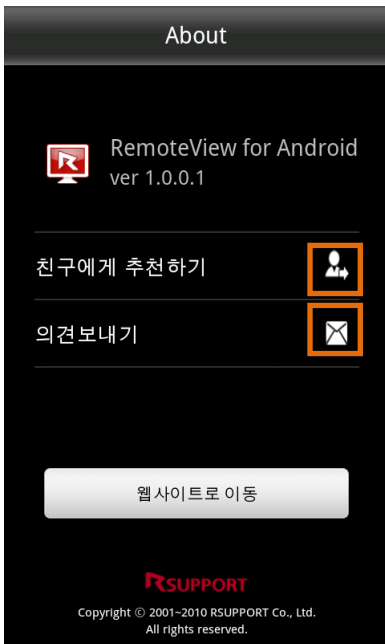 About
RemoteView for Android
ver 1.0.0.1
친구에게 추천하기
의견보내기
웹사이트로 이동
RSUPPORT
Copyright ⓒ 2001~2010 RSUPPORT Co., Ltd.
All rights reserved.